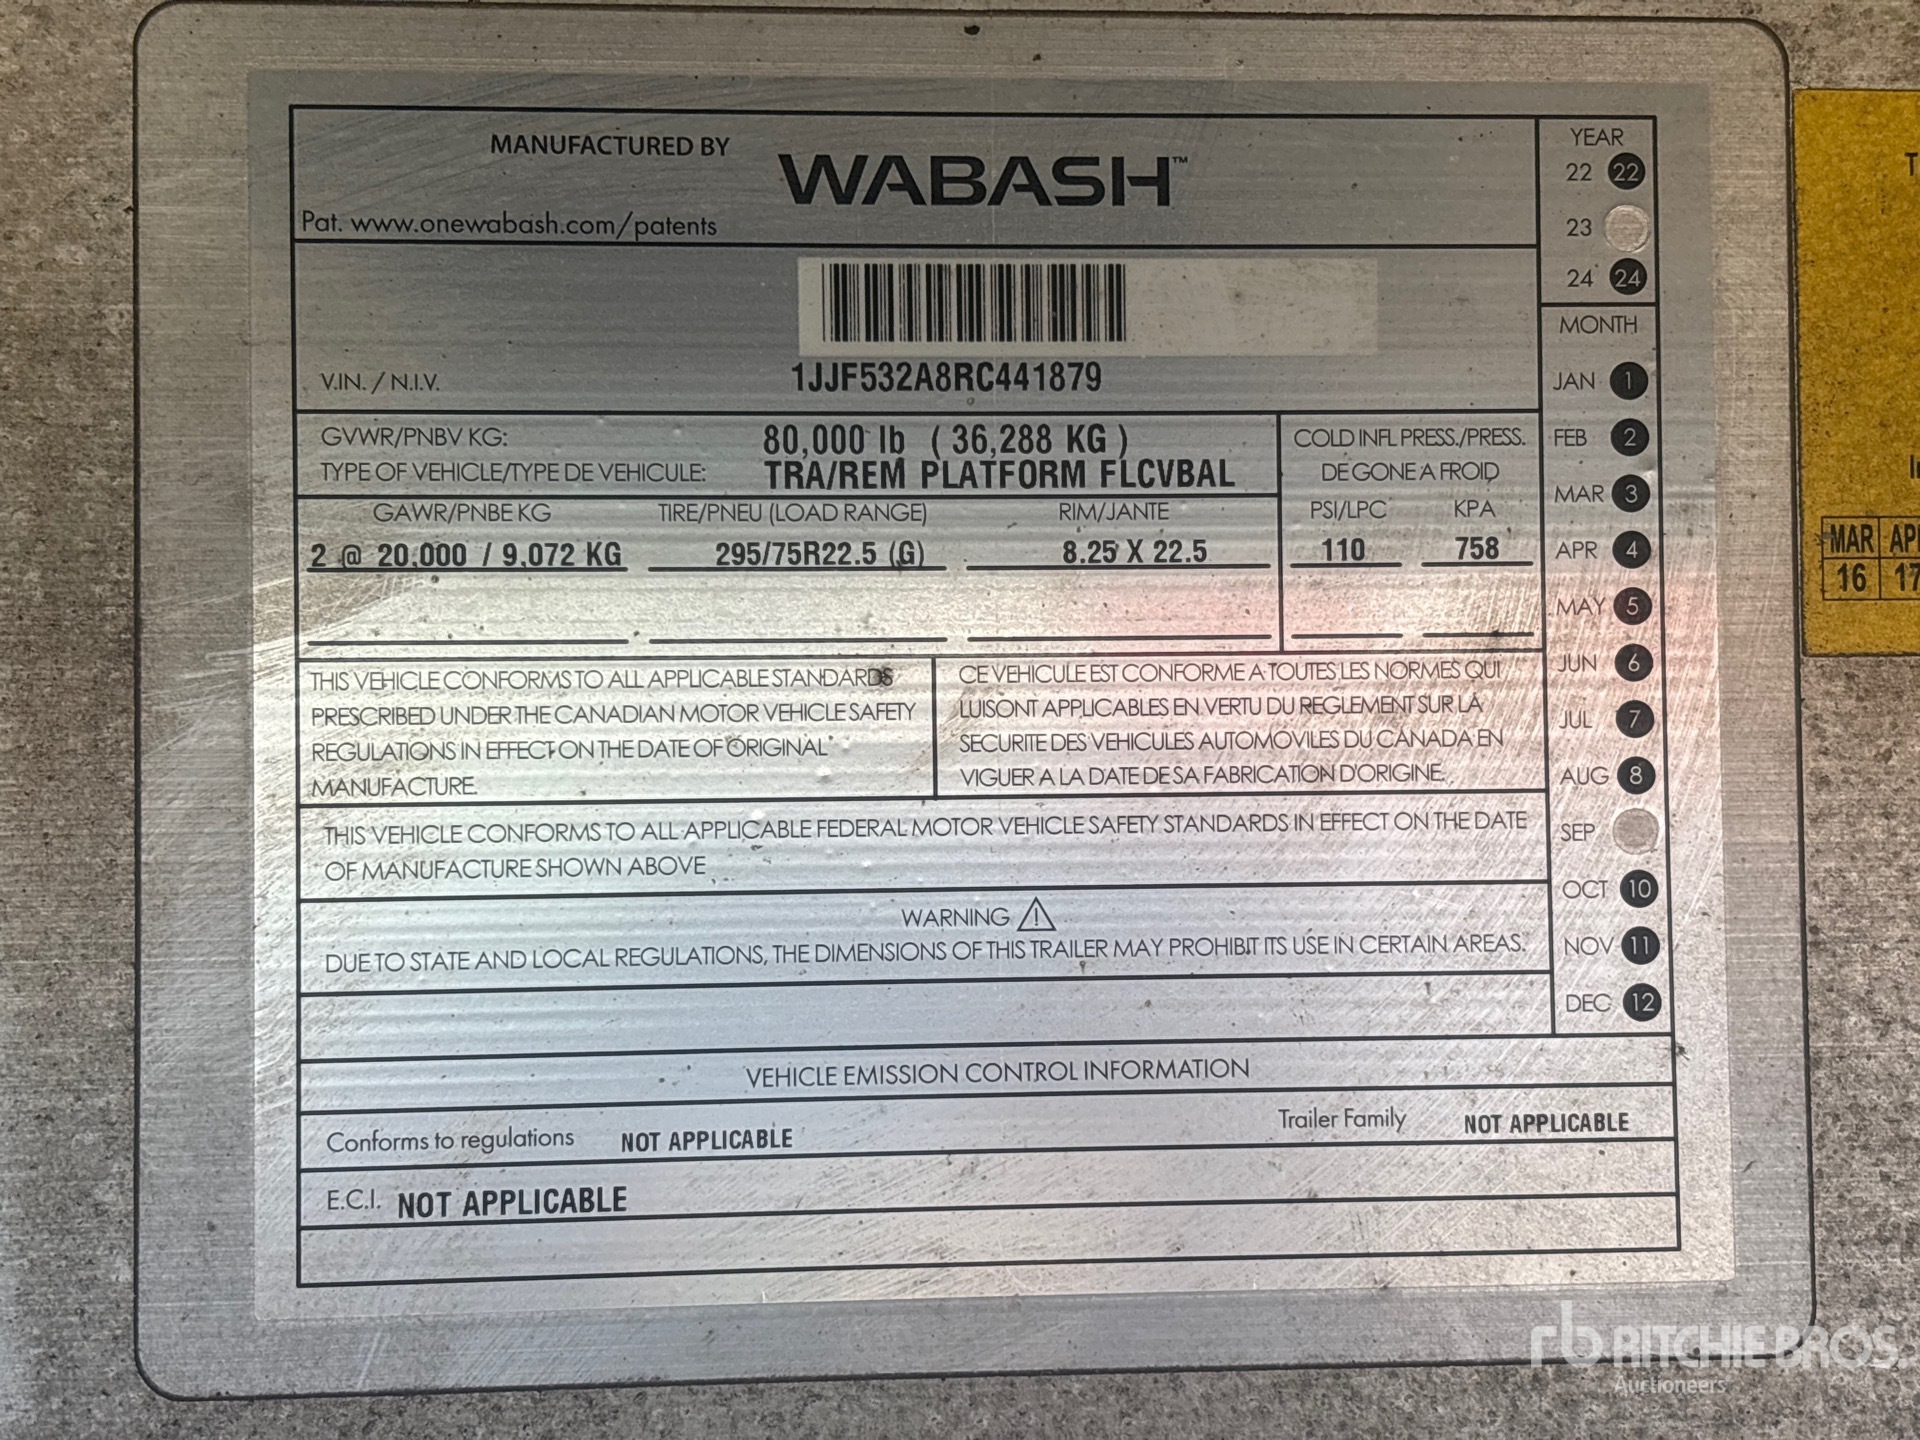 MANUFACTURED BY WABASH™
Pat. www.onewabash.com/patents
V.IN. / N.I.V. 1JJF532A8RC441879
GVWR/PNBV KG: 80,000 lb ( 36,288 KG )
TYPE OF VEHICLE/TYPE DE VEHICULE: TRA/REM PLATFORM FLCVBAL
COLD INFL PRESS./PRESS.
DE GONE A FROID
GAWR/PNBE KG TIRE/PNEU (LOAD RANGE) RIM/JANTE PSI/LPC KPA
2 @ 20,000 / 9,072 KG 295/75R22.5 (G) 8.25 X 22.5 110 758
THIS VEHICLE CONFORMS TO ALL APPLICABLE STANDARDS
PRESCRIBED UNDER THE CANADIAN MOTOR VEHICLE SAFETY
REGULATIONS IN EFFECT ON THE DATE OF ORIGINAL
MANUFACTURE.
CE VEHICULE EST CONFORME A TOUTES LES NORMES QUI
LUISONT APPLICABLES EN VERTU DU REGLEMENT SUR LA
SECURITE DES VEHICULES AUTOMOVILES DU CANADA EN
VIGUER A LA DATE DE SA FABRICATION D'ORIGINE.
THIS VEHICLE CONFORMS TO ALL APPLICABLE FEDERAL MOTOR VEHICLE SAFETY STANDARDS IN EFFECT ON THE DATE
OF MANUFACTURE SHOWN ABOVE
WARNING
DUE TO STATE AND LOCAL REGULATIONS, THE DIMENSIONS OF THIS TRAILER MAY PROHIBIT ITS USE IN CERTAIN AREAS.
VEHICLE EMISSION CONTROL INFORMATION
Conforms to regulations NOT APPLICABLE Trailer Family NOT APPLICABLE
E.C.I. NOT APPLICABLE
YEAR
22 22
23
24 24
MONTH
JAN 1
FEB 2
MAR 3
APR 4
MAY 5
JUN 6
JUL 7
AUG 8
SEP
OCT 10
NOV 11
DEC 12
MAR
16 17
rb RITCHIE BROS.
Auctioneers